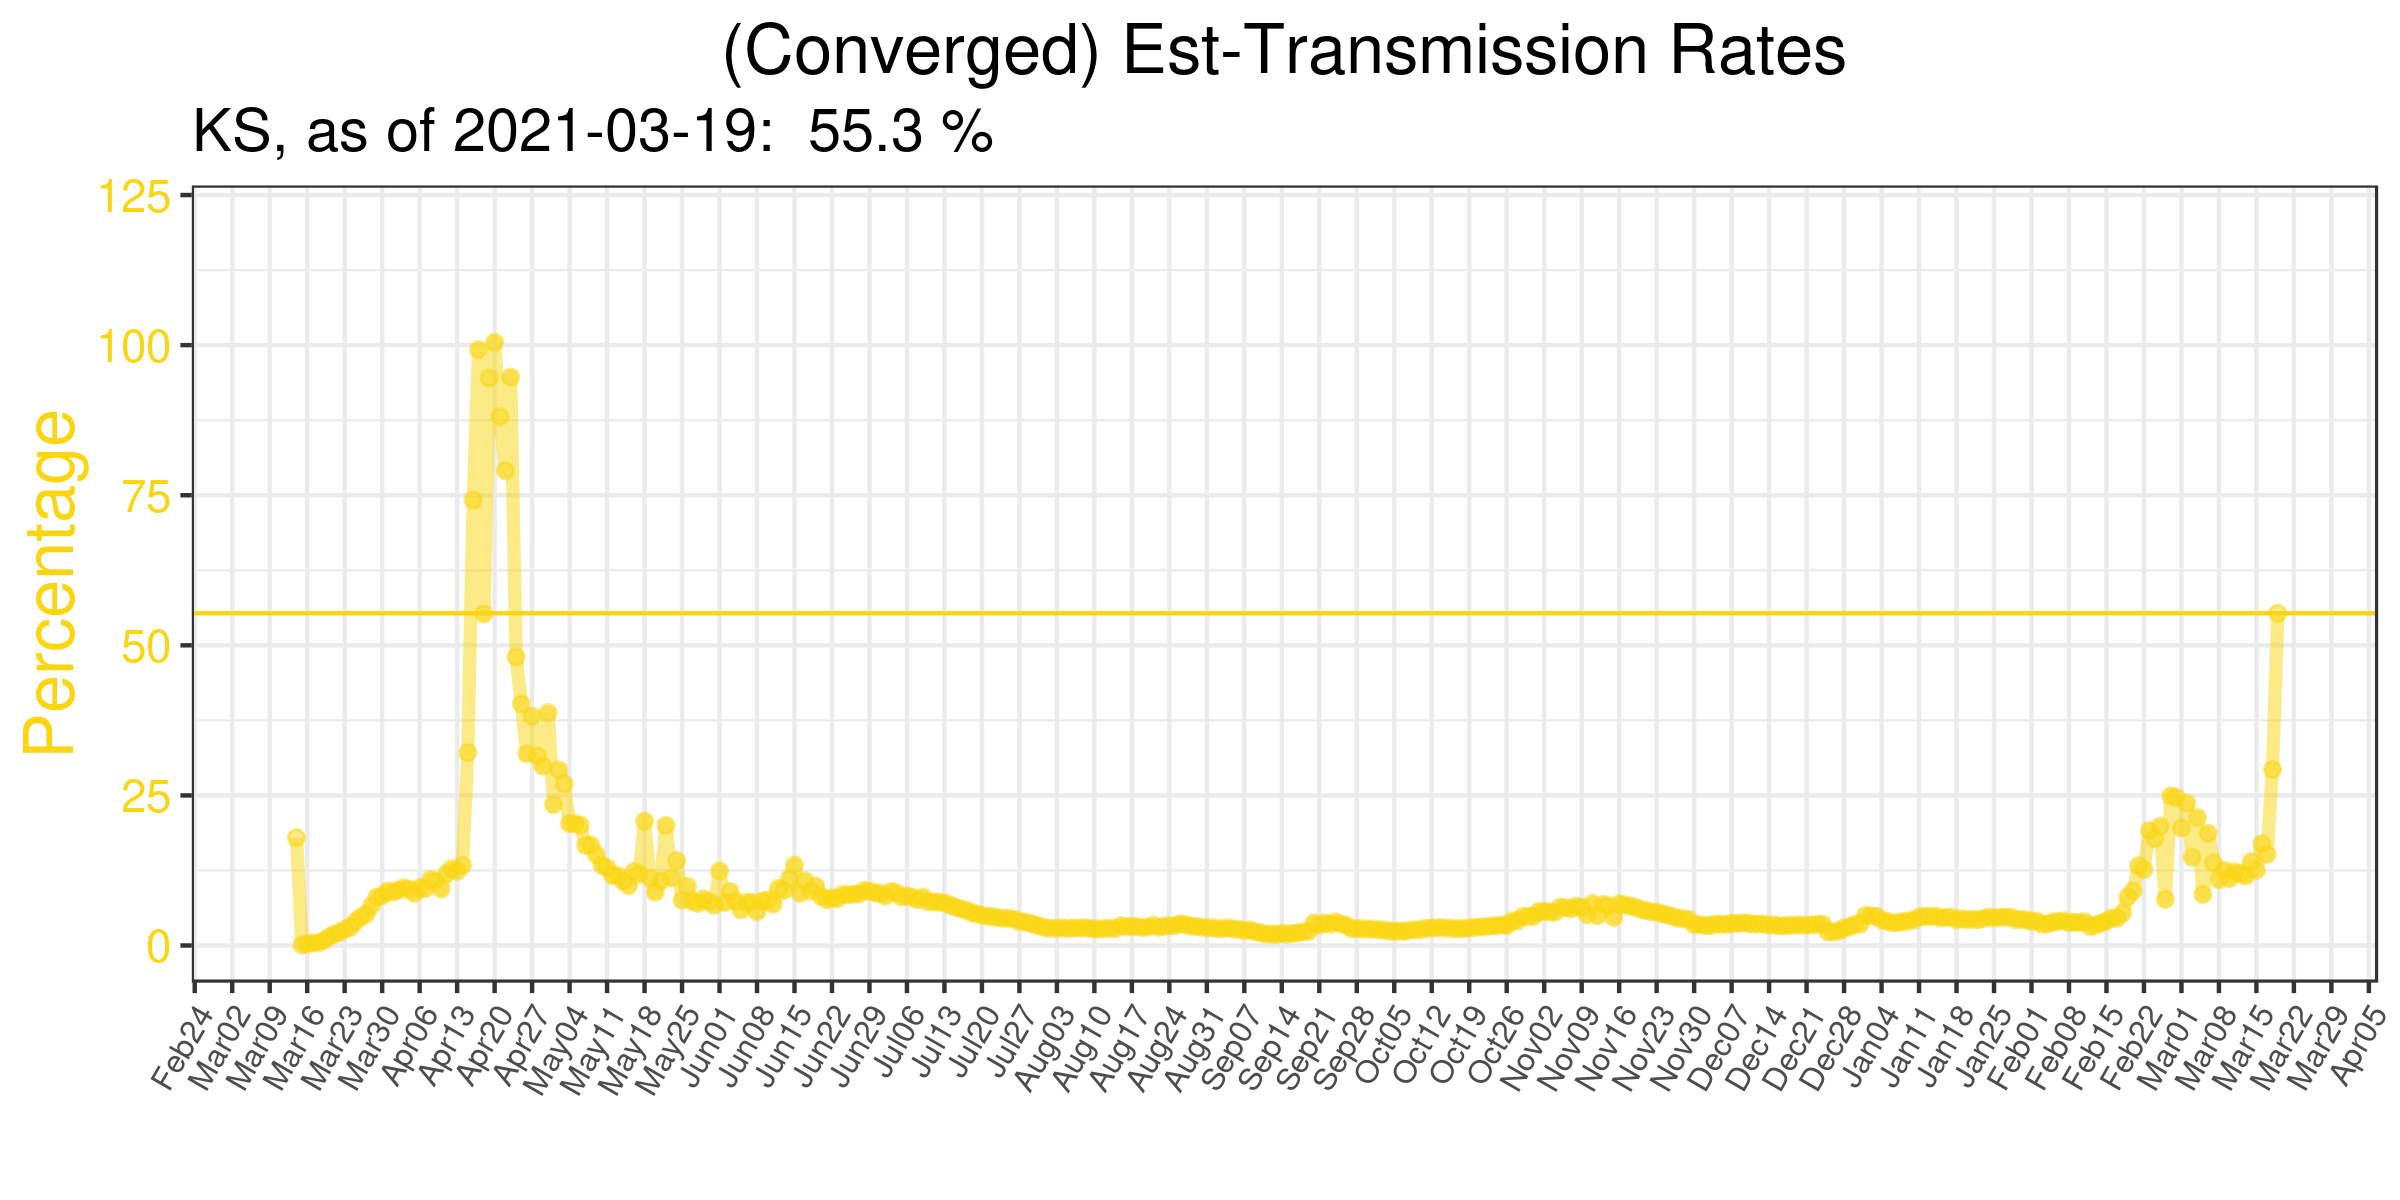 (Converged) Est-Transmission Rates
KS, as of 2021-03-19:  55.3 %
Percentage
125
100
75
50
25
0
Feb24
Mar02
Mar09
Mar16
Mar23
Mar30
Apr06
Apr13
Apr20
Apr27
May04
May11
May18
May25
Jun01
Jun08
Jun15
Jun22
Jun29
Jul06
Jul13
Jul20
Jul27
Aug03
Aug10
Aug17
Aug24
Aug31
Sep07
Sep14
Sep21
Sep28
Oct05
Oct12
Oct19
Oct26
Nov02
Nov09
Nov16
Nov23
Nov30
Dec07
Dec14
Dec21
Dec28
Jan04
Jan11
Jan18
Jan25
Feb01
Feb08
Feb15
Feb22
Mar01
Mar08
Mar15
Mar22
Mar29
Apr05